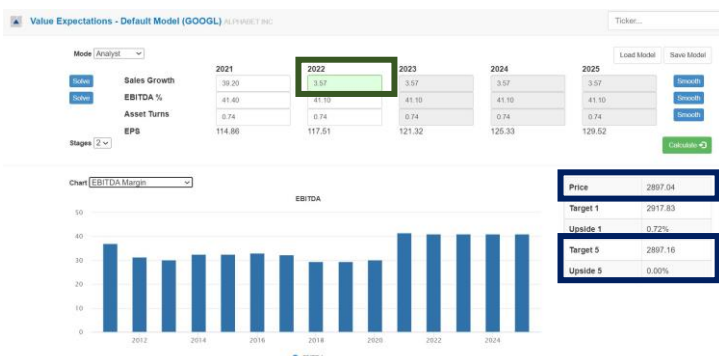 Value Expectations - Default Model (GOOGL) ALPHABET INC
Ticker...
Mode Analyst
Load Model Save Model
2021 2022 2023 2024 2025
Solve Sales Growth 39.20 3.57 3.57 3.57 3.57 Smooth
Solve EBITDA % 41.40 41.10 41.10 41.10 41.10 Smooth
Asset Turns 0.74 0.74 0.74 0.74 0.74 Smooth
EPS 114.86 117.51 121.32 125.33 129.52
Stages 2
Calculate
Chart EBITDA Margin
EBITDA
50
40
30
20
10
0
2012 2014 2016 2018 2020 2022 2024
Price 2897.04
Target 1 2917.83
Upside 1 0.72%
Target 5 2897.16
Upside 5 0.00%